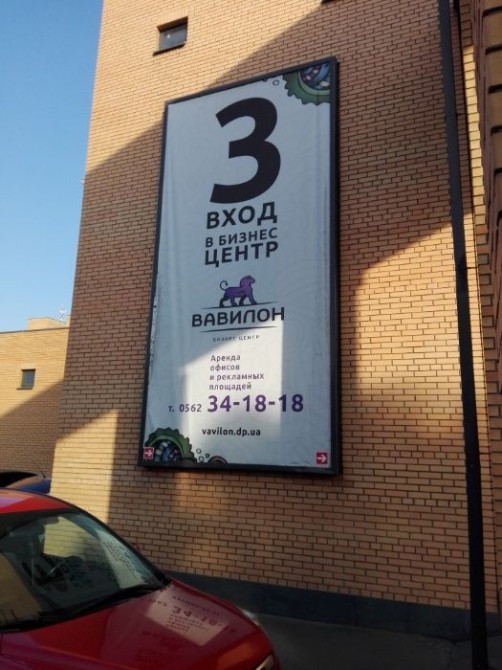 3
ВХОД
В БИЗНЕС
ЦЕНТР
ВАВИЛОН
БИЗНЕС ЦЕНТР
Аренда
офисов
и рекламных
площадей
т. 0562 34-18-18
vavilon.dp.ua